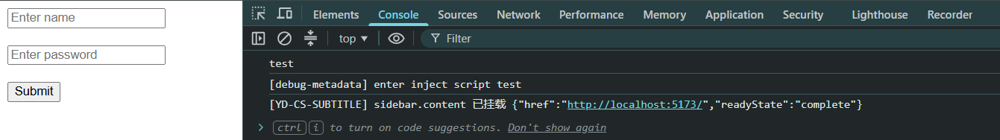 Enter name
Enter password
Submit
Elements Console Sources Network Performance Memory Application Security Lighthouse Recorder
top ▼ Filter
test
[debug-metadata] enter inject script test
[YD-CS-SUBTITLE] sidebar.content 已挂载 {"href":"http://localhost:5173/","readyState":"complete"}
ctrl i to turn on code suggestions. Don't show again